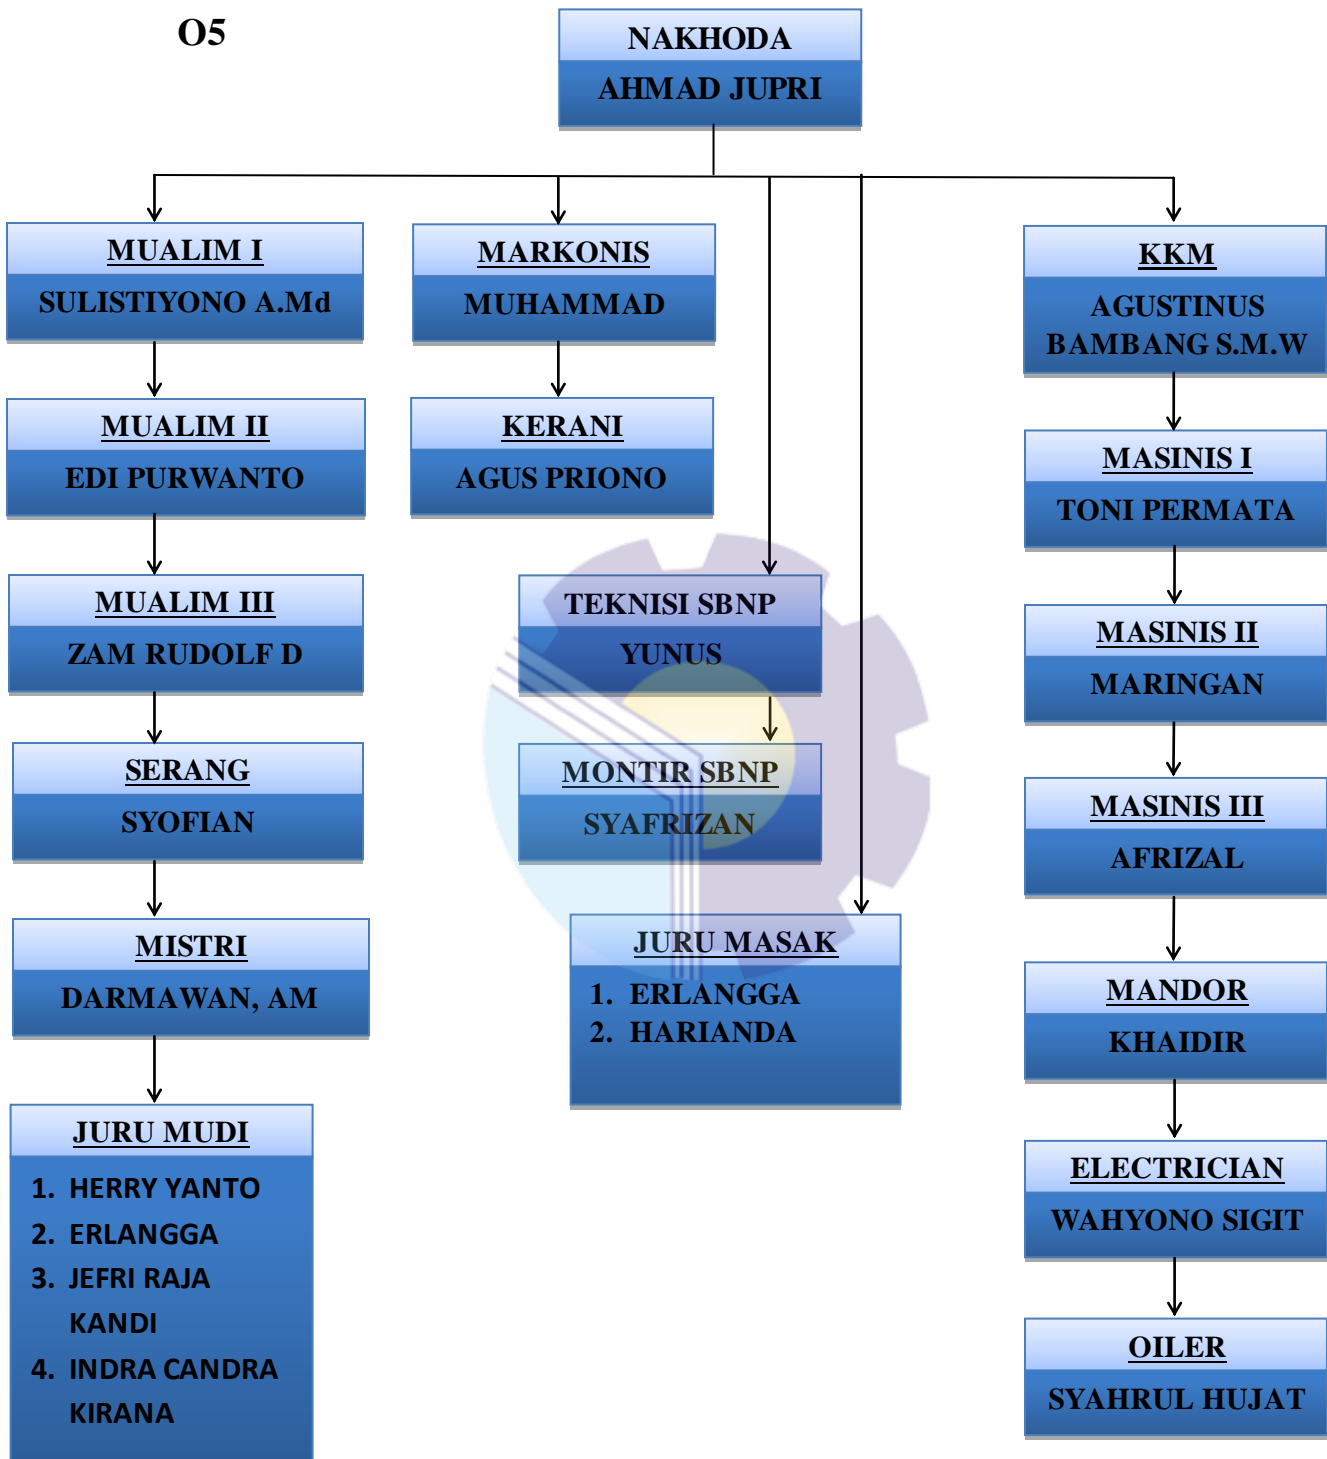 O5
NAKHODA
AHMAD JUPRI
MUALIM I
SULISTIYONO A.Md
MUALIM II
EDI PURWANTO
MUALIM III
ZAM RUDOLF D
SERANG
SYOFIAN
MISTRI
DARMAWAN, AM
JURU MUDI
1. HERRY YANTO
2. ERLANGGA
3. JEFRI RAJA
KANDI
4. INDRA CANDRA
KIRANA
MARKONIS
MUHAMMAD
KERANI
AGUS PRIONO
TEKNISI SBNP
YUNUS
MONTIR SBNP
SYAFRIZAN
JURU MASAK
1. ERLANGGA
2. HARIANDA
KKM
AGUSTINUS
BAMBANG S.M.W
MASINIS I
TONI PERMATA
MASINIS II
MARINGAN
MASINIS III
AFRIZAL
MANDOR
KHAIDIR
ELECTRICIAN
WAHYONO SIGIT
OILER
SYAHRUL HUJAT